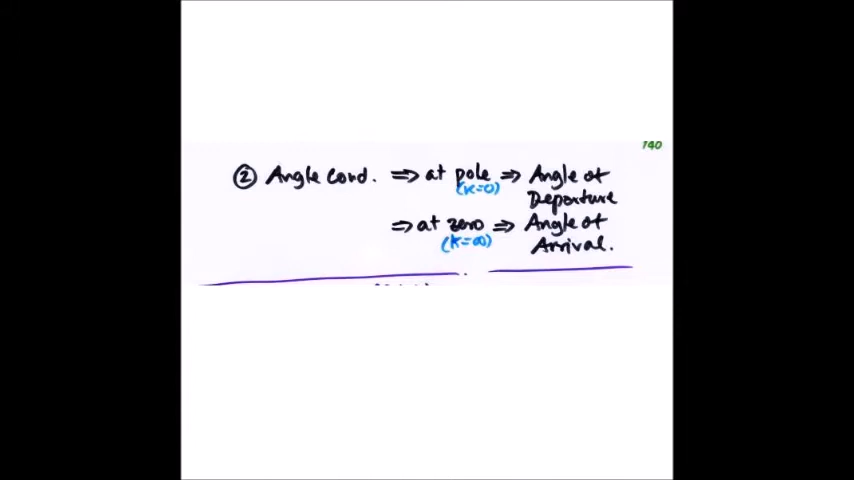 140
② Angle Cond. ⇒ at pole ⇒ Angle of
(K=0) Departure
⇒ at zero ⇒ Angle of
(K=∞) Arrival.